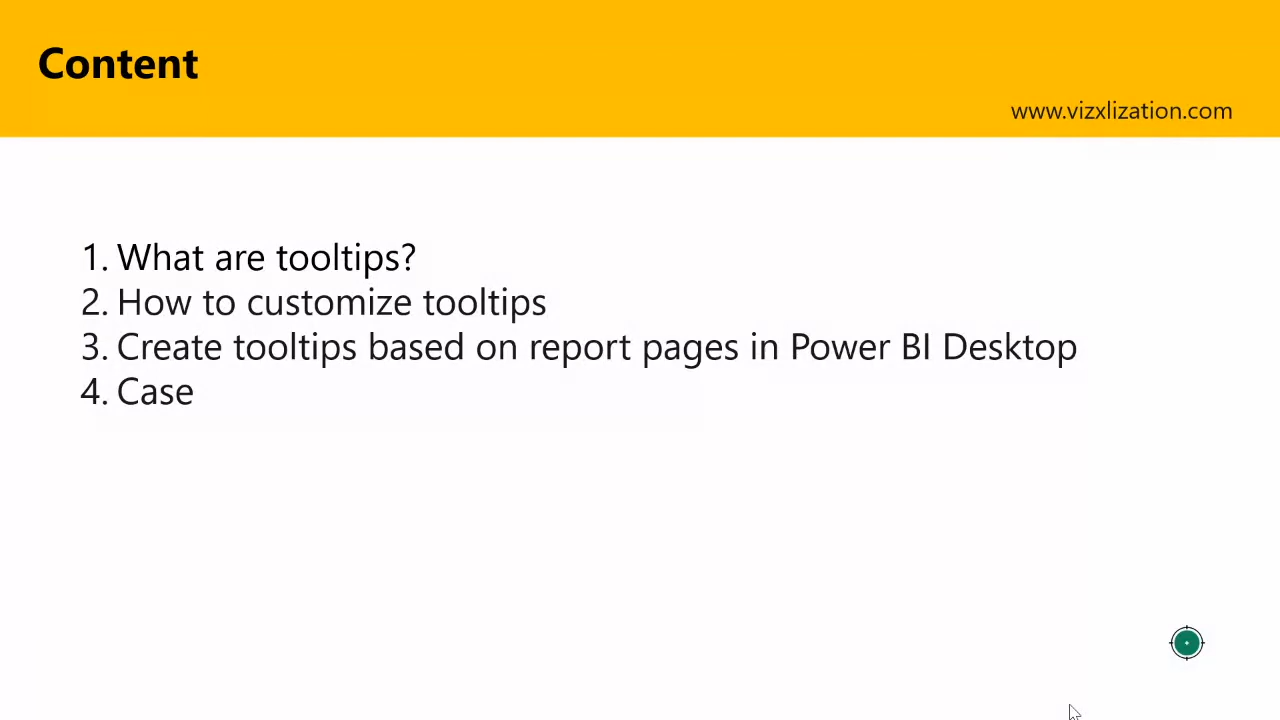 Content
www.vizxlization.com
1. What are tooltips?
2. How to customize tooltips
3. Create tooltips based on report pages in Power BI Desktop
4. Case